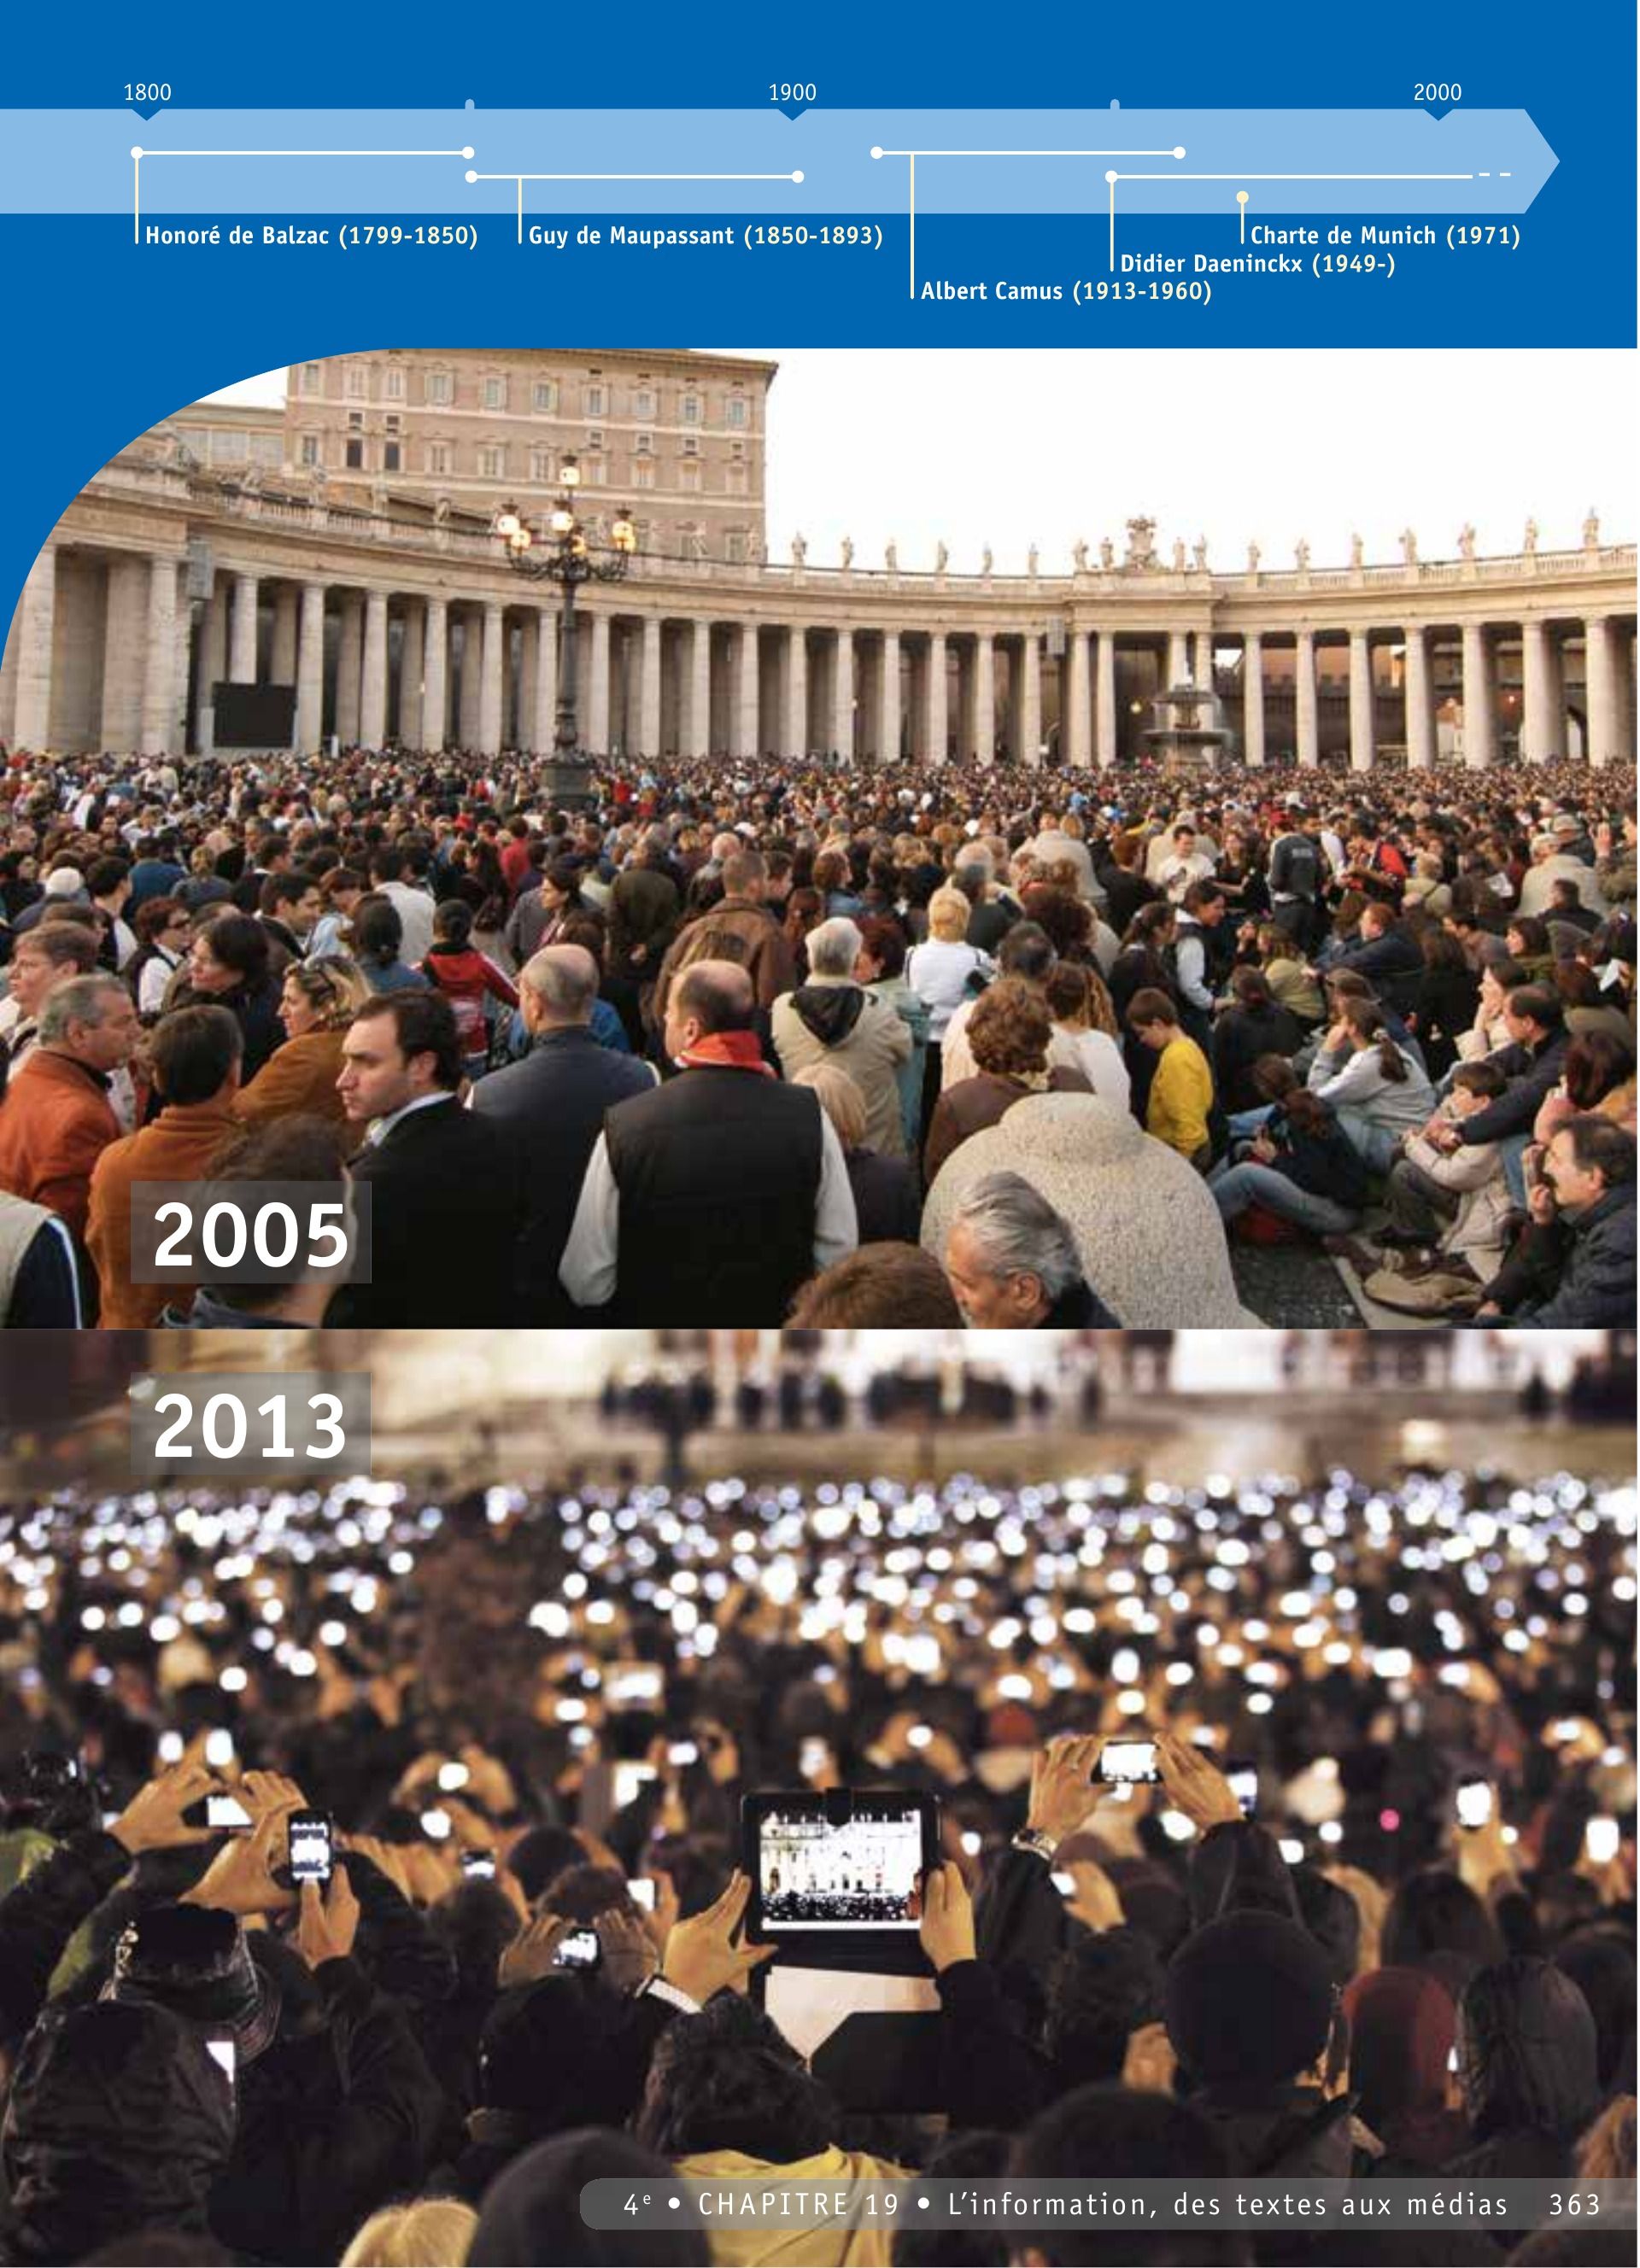 1800 1900 2000
Honoré de Balzac (1799-1850) Guy de Maupassant (1850-1893) Charte de Munich (1971)
Didier Daeninckx (1949-)
Albert Camus (1913-1960)
2005
2013
4e • CHAPITRE 19 • L'information, des textes aux médias 363